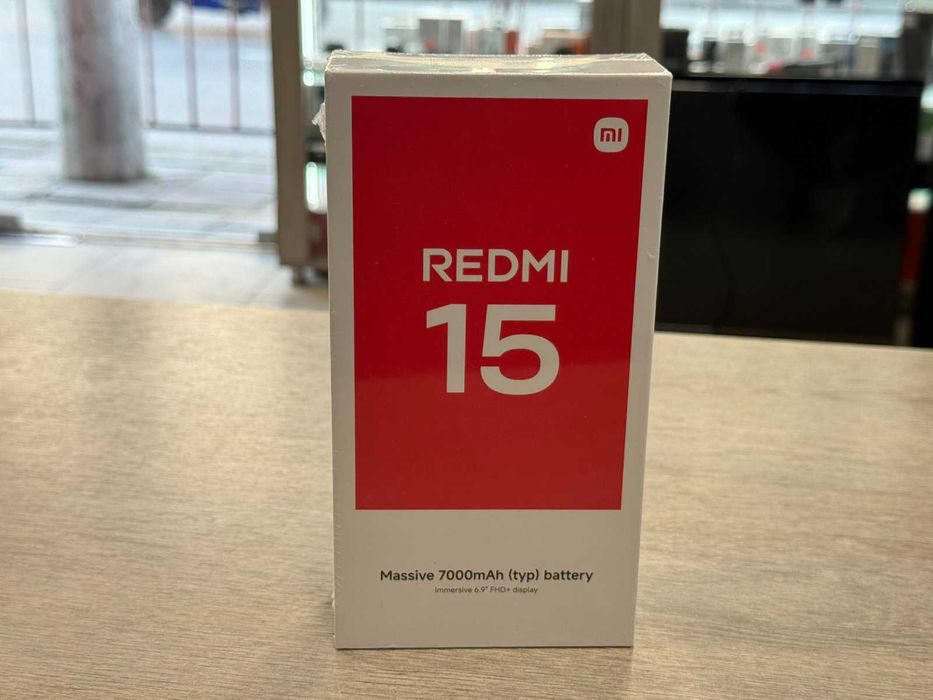 mi
REDMI
15
Massive 7000mAh (typ) battery
Immersive 6.9" FHD+ display